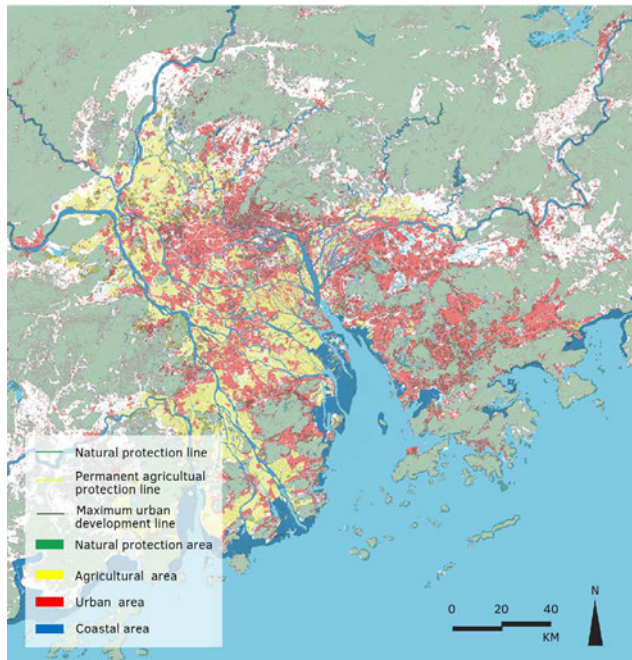 Natural protection line
Permanent agricultual
protection line
Maximum urban
development line
Natural protection area
Agricultural area
Urban area
Coastal area
N
0 20 40
KM